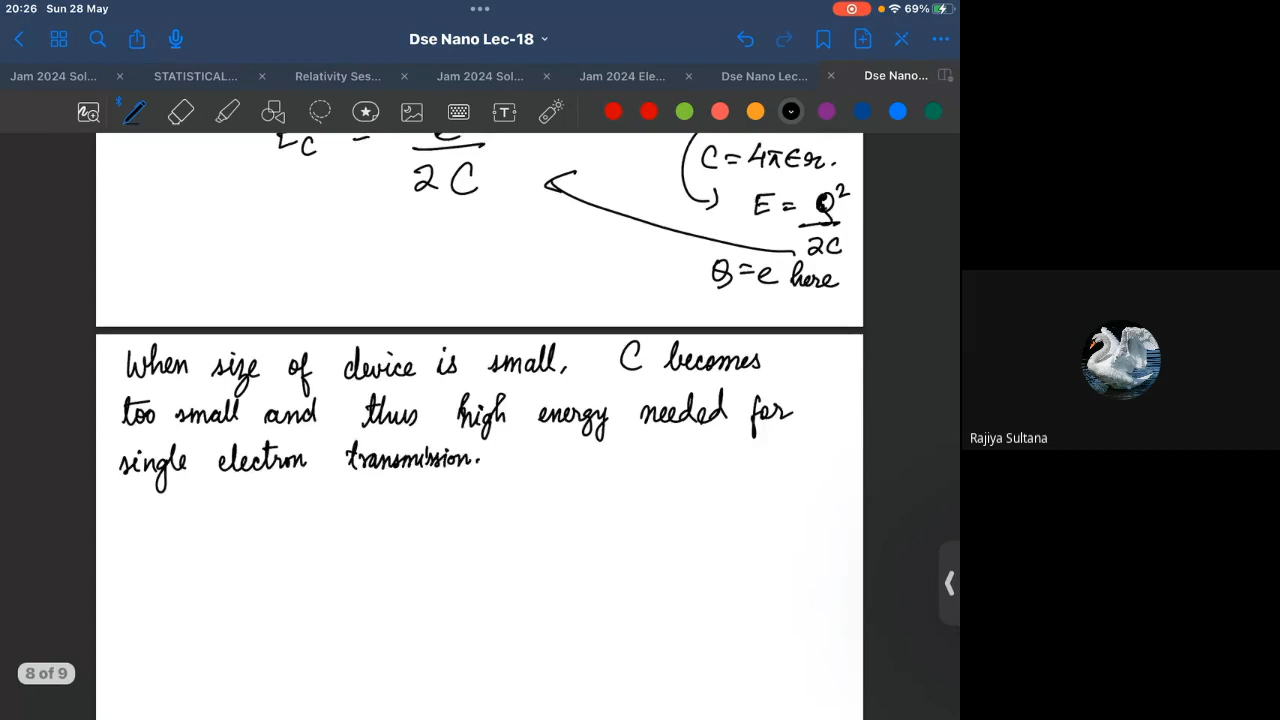 20:26 Sun 28 May
69%
Dse Nano Lec-18
Jam 2024 Sol...
STATISTICAL...
Relativity Ses...
Jam 2024 Sol...
Jam 2024 Ele...
Dse Nano Lec...
Dse Nano...
C = 4π∈r.
E = Q²/2C
2C
Q = e here
When size of device is small, C becomes
too small and thus high energy needed for
single electron transmission.
Rajiya Sultana
8 of 9